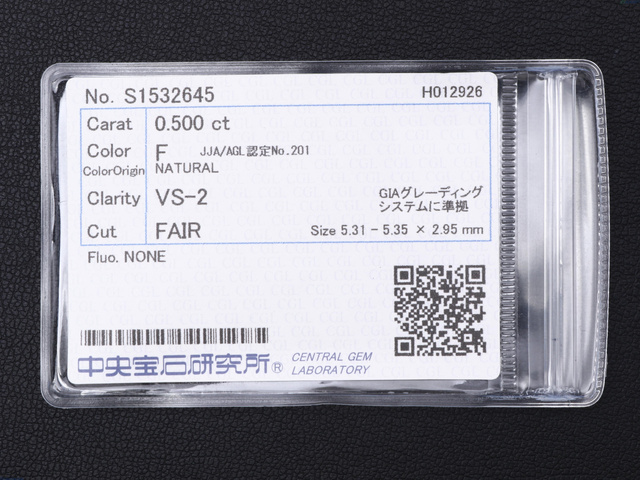 No. S1532645 H012926
Carat 0.500 ct
Color F JJA/AGL認定No.201
ColorOrigin NATURAL
Clarity VS-2 GIAグレーディング
システムに準拠
Cut FAIR Size 5.31 - 5.35 × 2.95 mm
Fluo. NONE
中央宝石研究所® CENTRAL GEM
LABORATORY